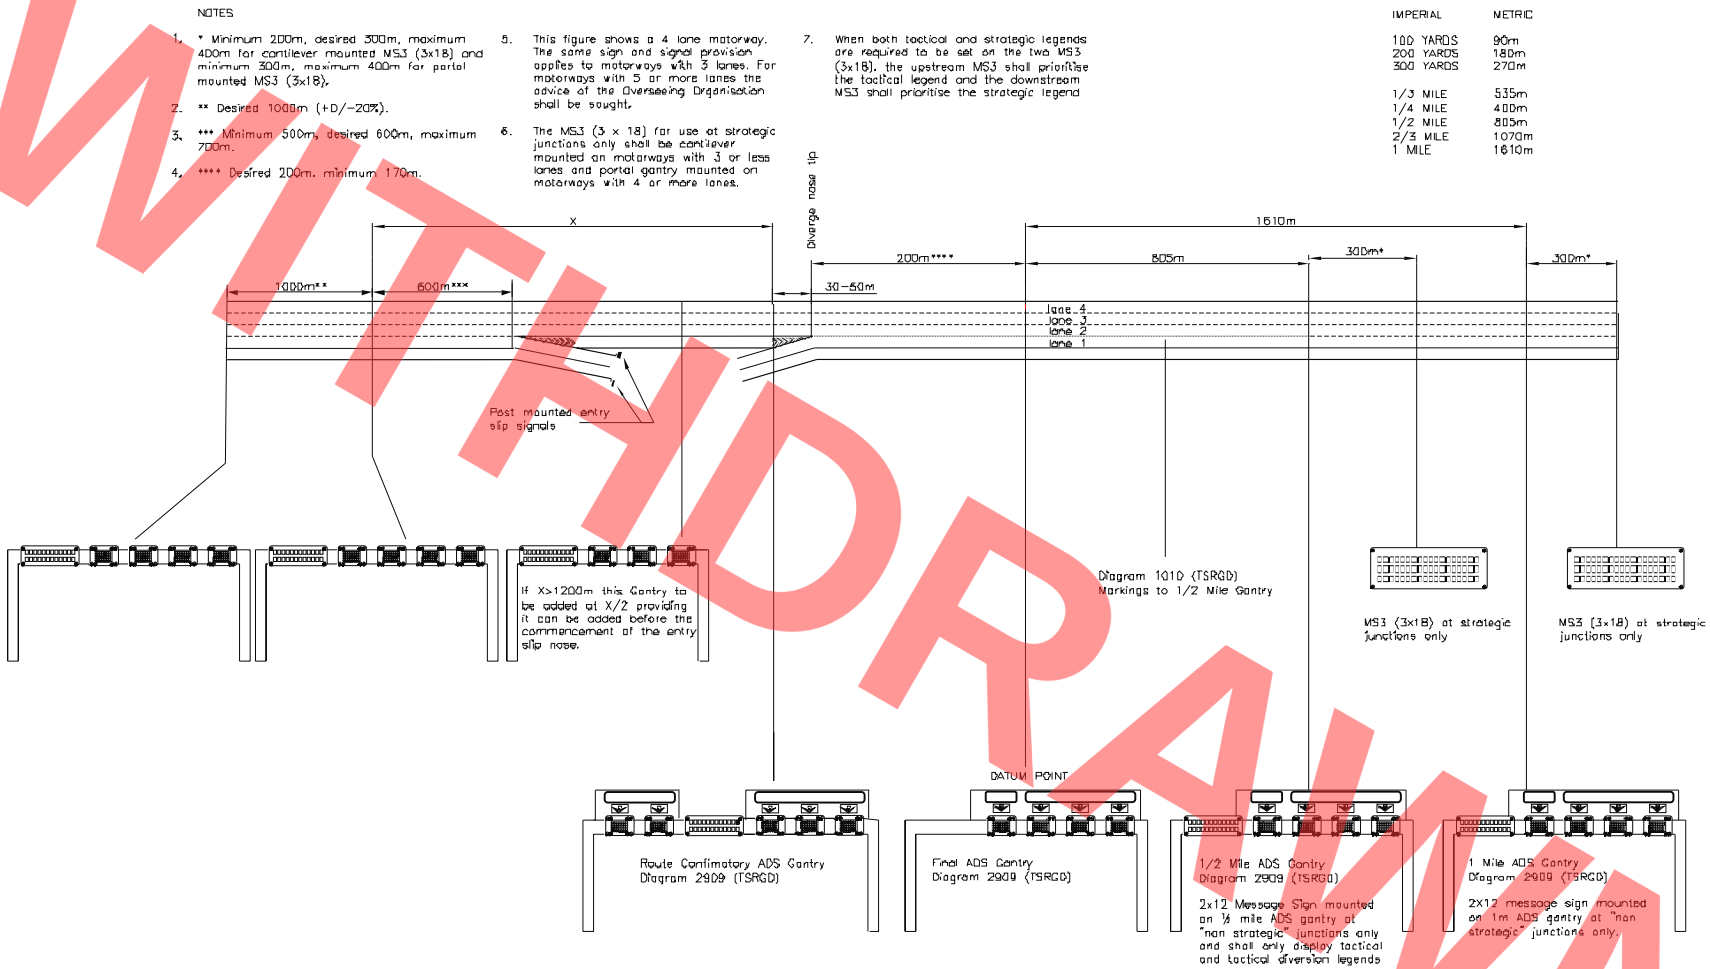 NOTES
1. * Minimum 200m, desired 300m, maximum
400m for cantilever mounted MS3 (3x18) and
minimum 300m, maximum 400m for portal
mounted MS3 (3x18).
2. ** Desired 1000m (+D/-20%).
3. *** Minimum 500m, desired 600m, maximum
700m.
4. **** Desired 200m. minimum 170m.
5. This figure shows a 4 lane motorway.
The same sign and signal provision
applies to motorways with 3 lanes. For
motorways with 5 or more lanes the
advice of the Overseeing Organisation
shall be sought.
6. The MS3 (3 x 18) for use at strategic
junctions only shall be cantilever
mounted on motorways with 3 or less
lanes and portal gantry mounted on
motorways with 4 or more lanes.
7. When both tactical and strategic legends
are required to be set on the two MS3
(3x18). the upstream MS3 shall prioritise
the tactical legend and the downstream
MS3 shall prioritise the strategic legend
IMPERIAL METRIC
100 YARDS 90m
200 YARDS 180m
300 YARDS 270m
1/3 MILE 535m
1/4 MILE 400m
1/2 MILE 805m
2/3 MILE 1070m
1 MILE 1610m
Diverge nose tip
X
1610m
200m****
805m
300m*
300m*
1000m**
600m***
30-50m
lane 4
lane 3
lane 2
lane 1
Post mounted entry
slip signals
If X>1200m this Gantry to
be added at X/2 providing
it can be added before the
commencement of the entry
slip nose.
Diagram 1010 (TSRGD)
Markings to 1/2 Mile Gantry
MS3 (3x18) at strategic
junctions only
MS3 (3x18) at strategic
junctions only
DATUM POINT
Route Confimatory ADS Gantry
Diagram 2909 (TSRGD)
Final ADS Gantry
Diagram 2909 (TSRGD)
1/2 Mile ADS Gantry
Diagram 2909 (TSRGD)
2x12 Message Sign mounted
on ½ mile ADS gantry at
"non strategic" junctions only
and shall only display tactical
and tactical diversion legends
1 Mile ADS Gantry
Diagram 2909 (TSRGD)
2X12 message sign mounted
on 1m ADS gantry at "non
strategic" junctions only.
WITHDRAWN